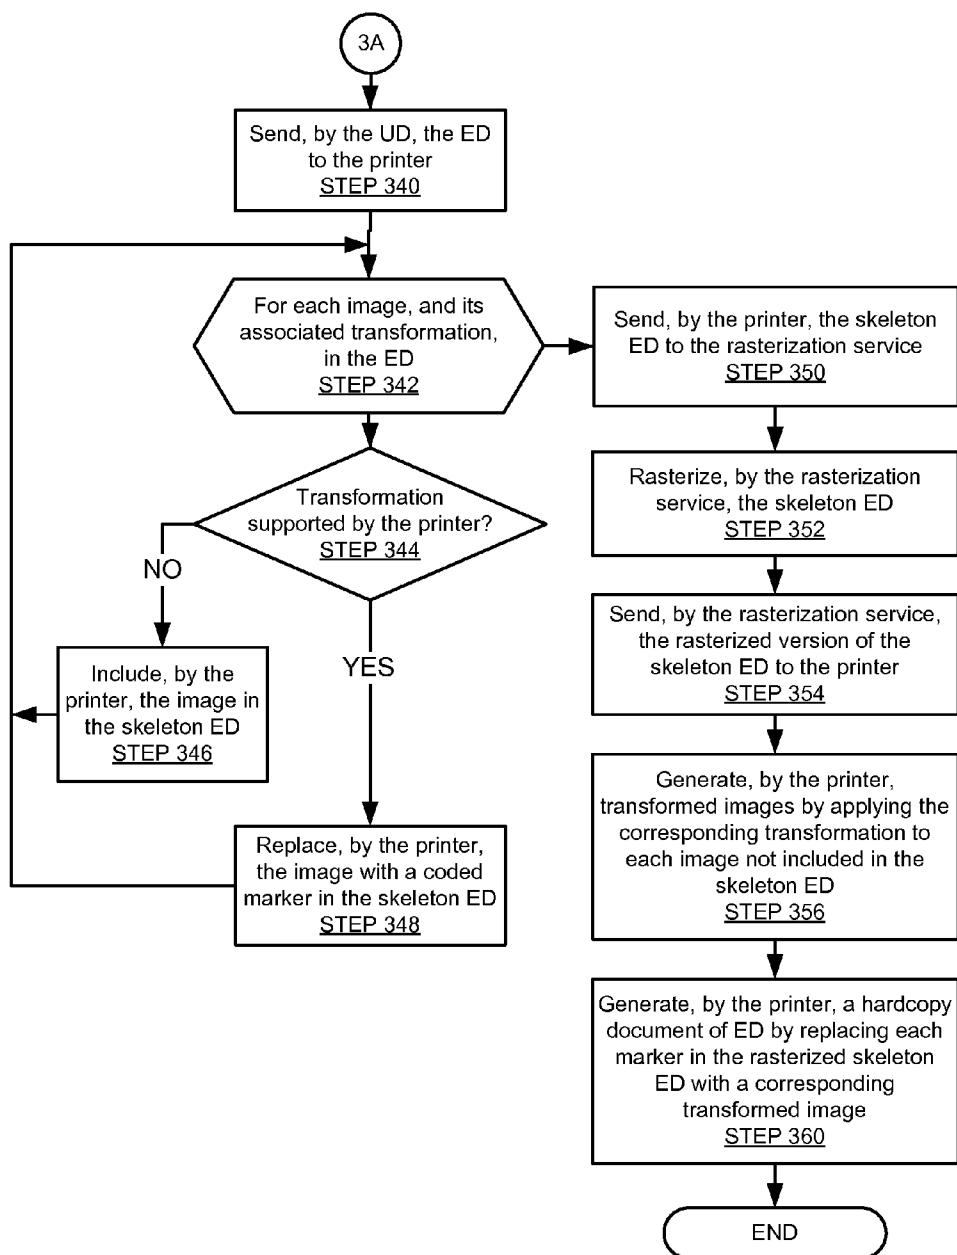 3A
Send, by the UD, the ED
to the printer
STEP 340
For each image, and its
associated transformation,
in the ED
STEP 342
Transformation
supported by the printer?
STEP 344
NO
YES
Include, by the
printer, the image in
the skeleton ED
STEP 346
Replace, by the printer,
the image with a coded
marker in the skeleton ED
STEP 348
Send, by the printer, the skeleton
ED to the rasterization service
STEP 350
Rasterize, by the rasterization
service, the skeleton ED
STEP 352
Send, by the rasterization service,
the rasterized version of the
skeleton ED to the printer
STEP 354
Generate, by the printer,
transformed images by applying the
corresponding transformation to
each image not included in the
skeleton ED
STEP 356
Generate, by the printer, a hardcopy
document of ED by replacing each
marker in the rasterized skeleton
ED with a corresponding
transformed image
STEP 360
END